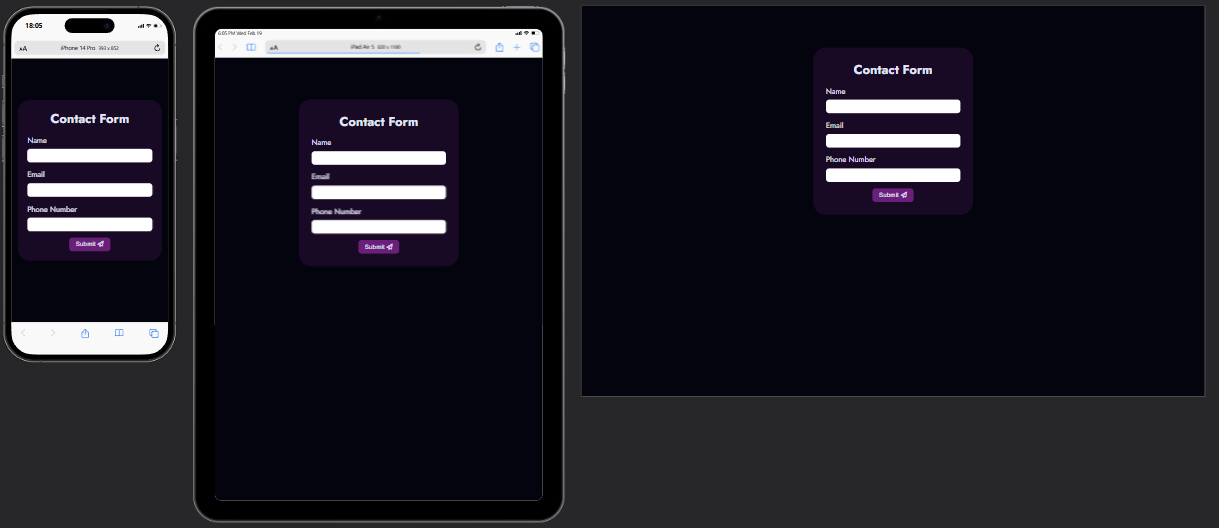 18:05
AA
iPhone 14 Pro 393 x 852
Contact Form
Name
Email
Phone Number
Submit
6:05 PM Wed Feb 19
AA
iPad Air 5 820 x 1180
Contact Form
Name
Email
Phone Number
Submit
Contact Form
Name
Email
Phone Number
Submit